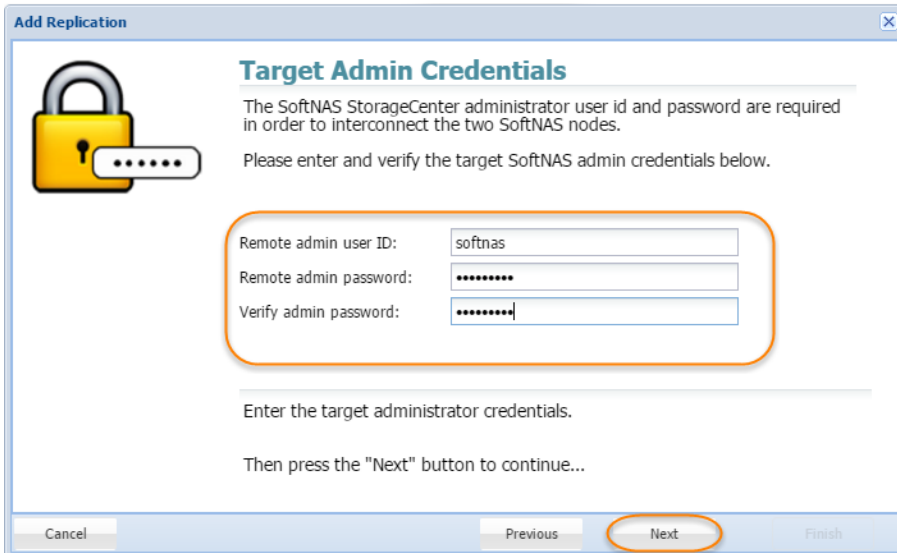 Add Replication
Target Admin Credentials
The SoftNAS StorageCenter administrator user id and password are required
in order to interconnect the two SoftNAS nodes.
Please enter and verify the target SoftNAS admin credentials below.
Remote admin user ID: softnas
Remote admin password: •••••••••
Verify admin password: •••••••••
Enter the target administrator credentials.
Then press the "Next" button to continue...
Cancel Previous Next Finish